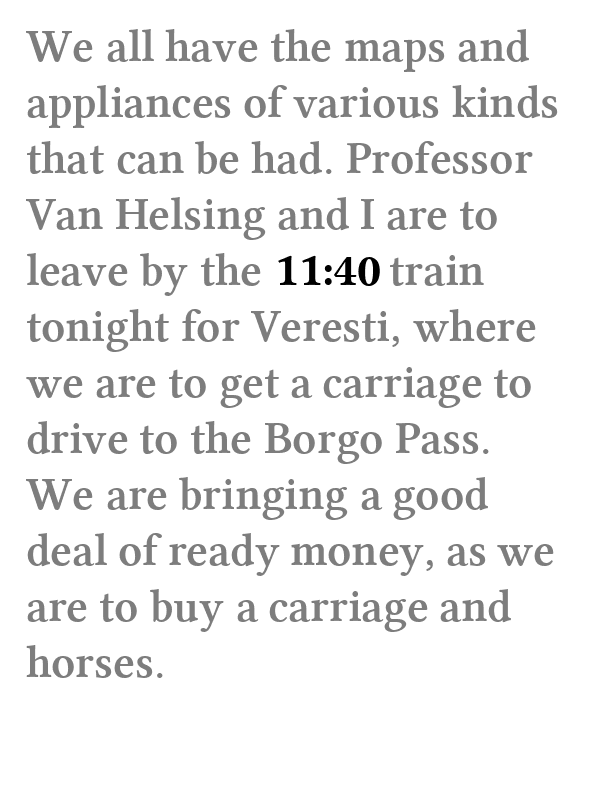 We all have the maps and
appliances of various kinds
that can be had. Professor
Van Helsing and I are to
leave by the 11:40 train
tonight for Veresti, where
we are to get a carriage to
drive to the Borgo Pass.
We are bringing a good
deal of ready money, as we
are to buy a carriage and
horses.